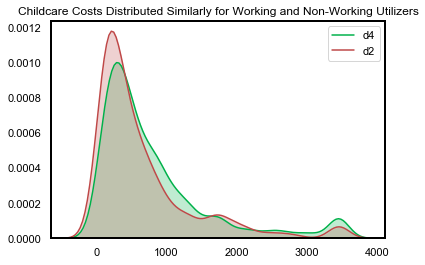 Childcare Costs Distributed Similarly for Working and Non-Working Utilizers
d4
d2
0.0012
0.0010
0.0008
0.0006
0.0004
0.0002
0.0000
0 1000 2000 3000 4000